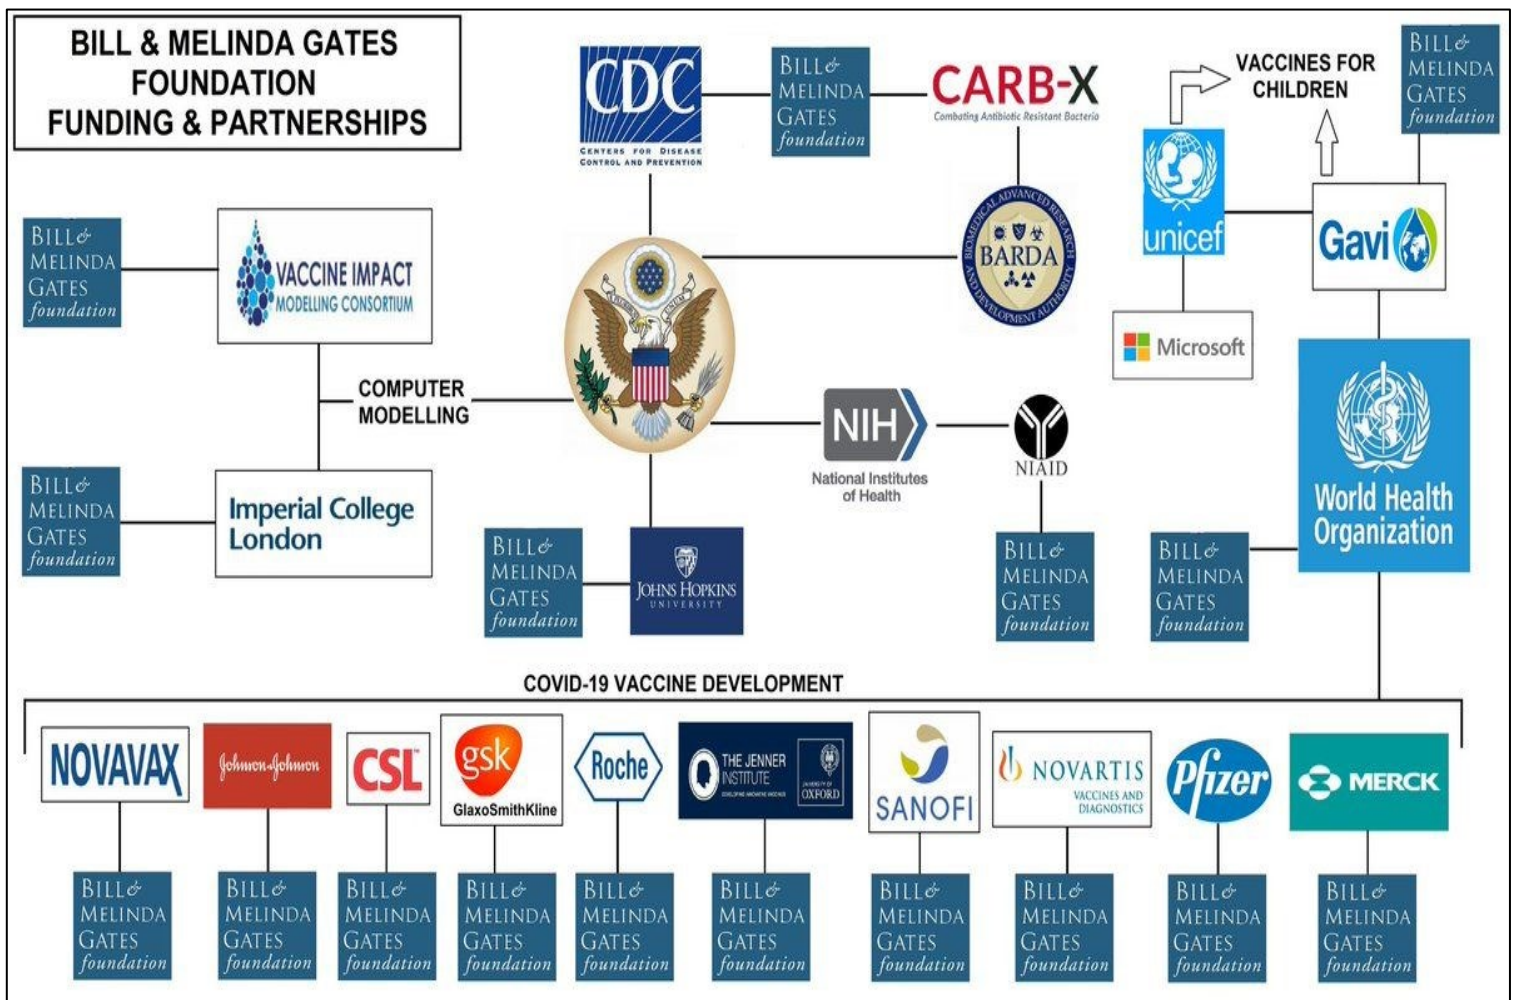 BILL & MELINDA GATES
FOUNDATION
FUNDING & PARTNERSHIPS
CDC
CENTERS FOR DISEASE
CONTROL AND PREVENTION
BILL &
MELINDA
GATES
foundation
CARB-X
Combating Antibiotic Resistant Bacteria
VACCINES FOR
CHILDREN
BILL &
MELINDA
GATES
foundation
unicef
Gavi
BIOMEDICAL ADVANCED RESEARCH
AND DEVELOPMENT AUTHORITY
BARDA
Microsoft
BILL &
MELINDA
GATES
foundation
VACCINE IMPACT
MODELLING CONSORTIUM
COMPUTER
MODELLING
NIH
National Institutes
of Health
NIAID
World Health
Organization
BILL &
MELINDA
GATES
foundation
Imperial College
London
BILL &
MELINDA
GATES
foundation
JOHNS HOPKINS
UNIVERSITY
BILL &
MELINDA
GATES
foundation
BILL &
MELINDA
GATES
foundation
COVID-19 VACCINE DEVELOPMENT
NOVAVAX
Johnson & Johnson
CSL™
gsk
GlaxoSmithKline
Roche
THE JENNER
INSTITUTE
DEVELOPING INNOVATIVE VACCINES
UNIVERSITY OF
OXFORD
SANOFI
NOVARTIS
VACCINES AND
DIAGNOSTICS
Pfizer
MERCK
BILL &
MELINDA
GATES
foundation
BILL &
MELINDA
GATES
foundation
BILL &
MELINDA
GATES
foundation
BILL &
MELINDA
GATES
foundation
BILL &
MELINDA
GATES
foundation
BILL &
MELINDA
GATES
foundation
BILL &
MELINDA
GATES
foundation
BILL &
MELINDA
GATES
foundation
BILL &
MELINDA
GATES
foundation
BILL &
MELINDA
GATES
foundation